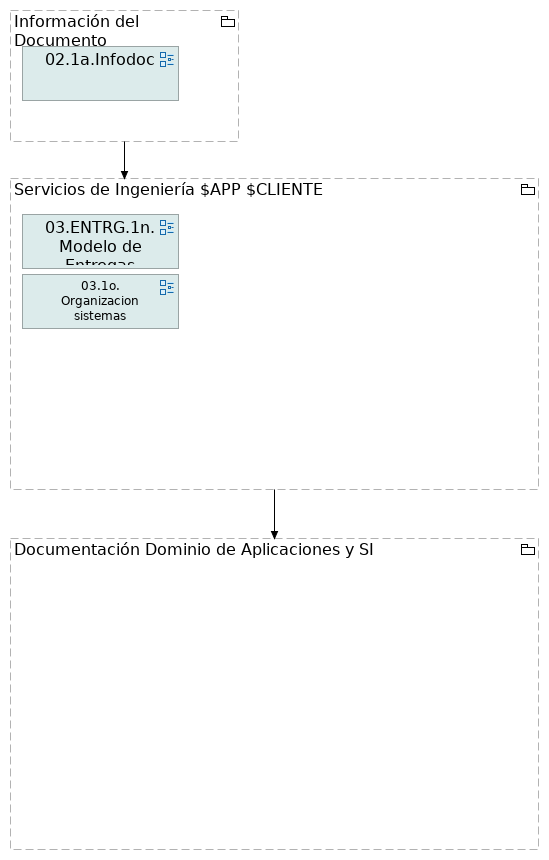 Información del
Documento
02.1a.Infodoc
Servicios de Ingeniería $APP $CLIENTE
03.ENTRG.1n.
Modelo de
Entregas
03.1o.
Organizacion
sistemas
Documentación Dominio de Aplicaciones y SI